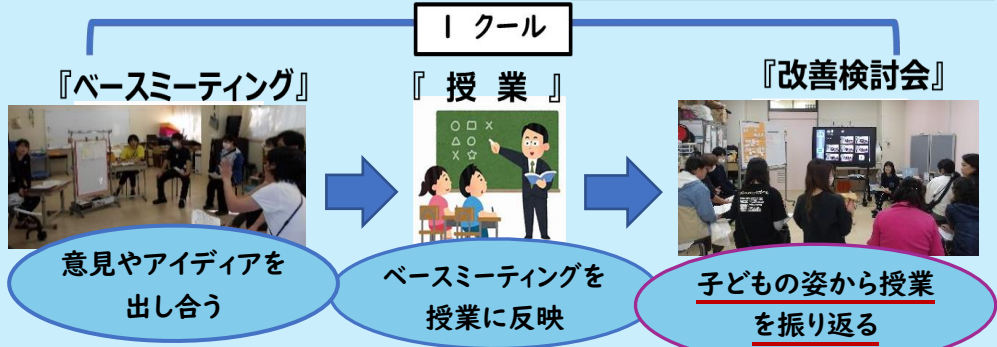 1 クール
『ベースミーティング』
『 授 業 』
『改善検討会』
意見やアイディアを
出し合う
ベースミーティングを
授業に反映
子どもの姿から授業
を振り返る